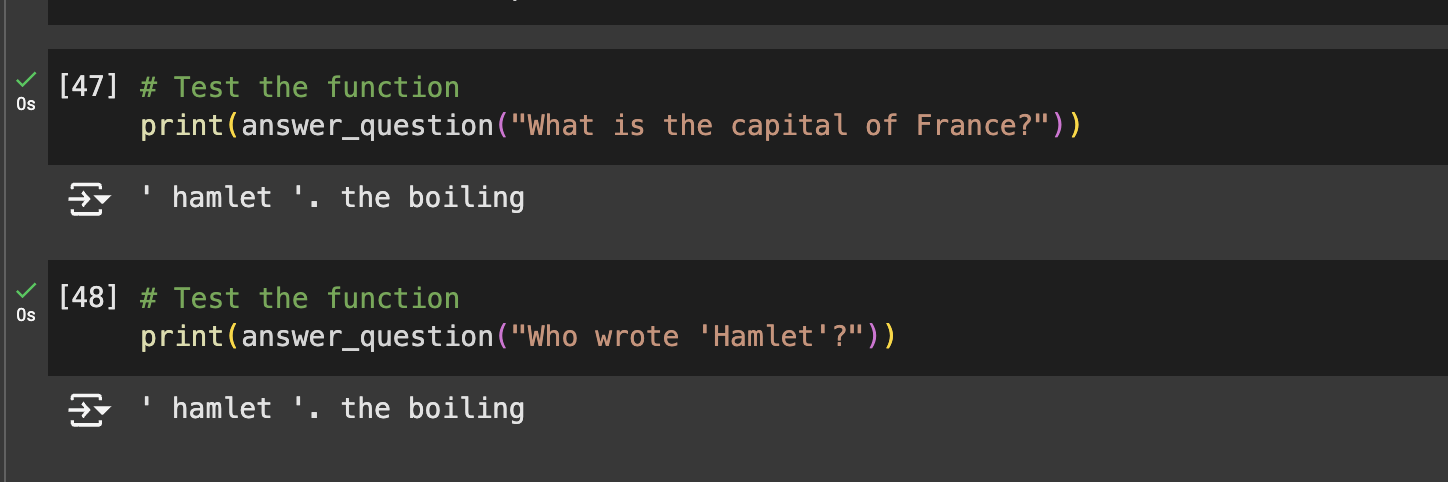 [47] # Test the function
0s print(answer_question("What is the capital of France?"))
' hamlet '. the boiling
[48] # Test the function
0s print(answer_question("Who wrote 'Hamlet'?"))
' hamlet '. the boiling